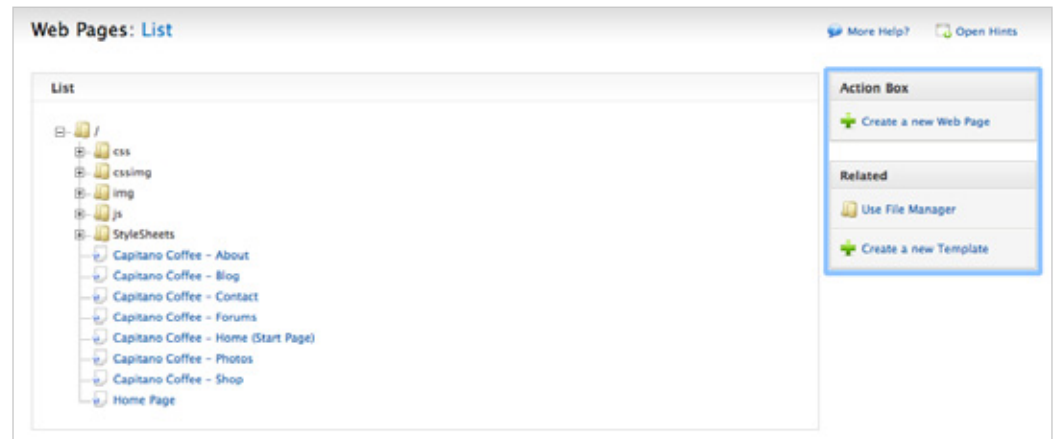 Web Pages: List
More Help?
Open Hints
List
/
css
cssimg
img
js
StyleSheets
Capitano Coffee – About
Capitano Coffee – Blog
Capitano Coffee – Contact
Capitano Coffee – Forums
Capitano Coffee – Home (Start Page)
Capitano Coffee – Photos
Capitano Coffee – Shop
Home Page
Action Box
Create a new Web Page
Related
Use File Manager
Create a new Template